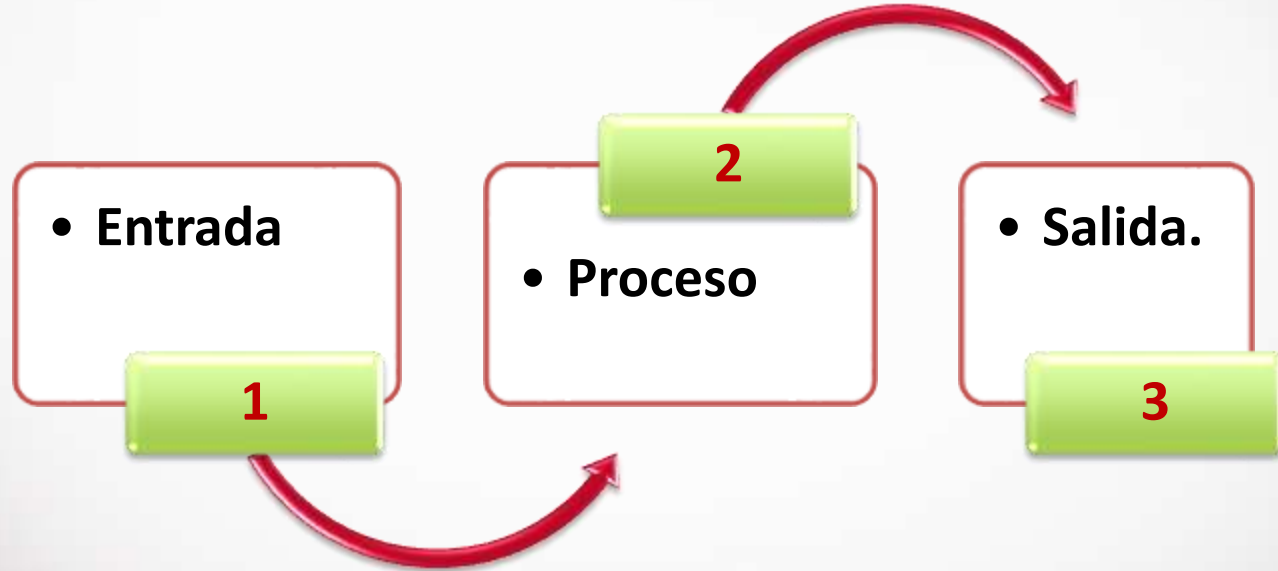 • Entrada
1
2
• Proceso
• Salida.
3